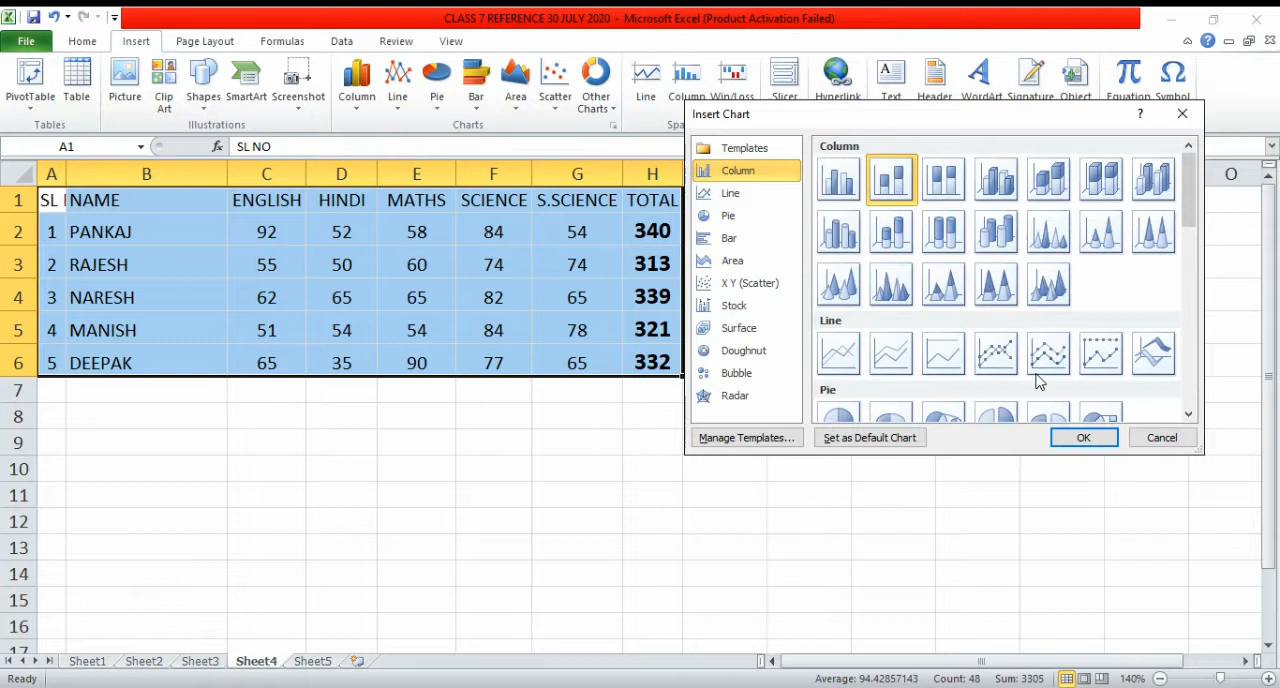 CLASS 7 REFERENCE 30 JULY 2020 - Microsoft Excel (Product Activation Failed)
File Home Insert Page Layout Formulas Data Review View
PivotTable Table Picture Clip Art Shapes SmartArt Screenshot Column Line Pie Bar Area Scatter Other Charts Line Column Win/Loss Slicer Hyperlink Text Header WordArt Signature Object Equation Symbol
Tables Illustrations Charts
A1 fx SL NO
Insert Chart
A B C D E F G H O
1 SL NAME ENGLISH HINDI MATHS SCIENCE S.SCIENCE TOTAL
2 1 PANKAJ 92 52 58 84 54 340
3 2 RAJESH 55 50 60 74 74 313
4 3 NARESH 62 65 65 82 65 339
5 4 MANISH 51 54 54 84 78 321
6 5 DEEPAK 65 35 90 77 65 332
7
8
9
10
11
12
13
14
15
16
17
Templates
Column
Line
Pie
Bar
Area
X Y (Scatter)
Stock
Surface
Doughnut
Bubble
Radar
Column
Line
Pie
Manage Templates... Set as Default Chart OK Cancel
Sheet1 Sheet2 Sheet3 Sheet4 Sheet5
Ready Average: 94.42857143 Count: 48 Sum: 3305 140%